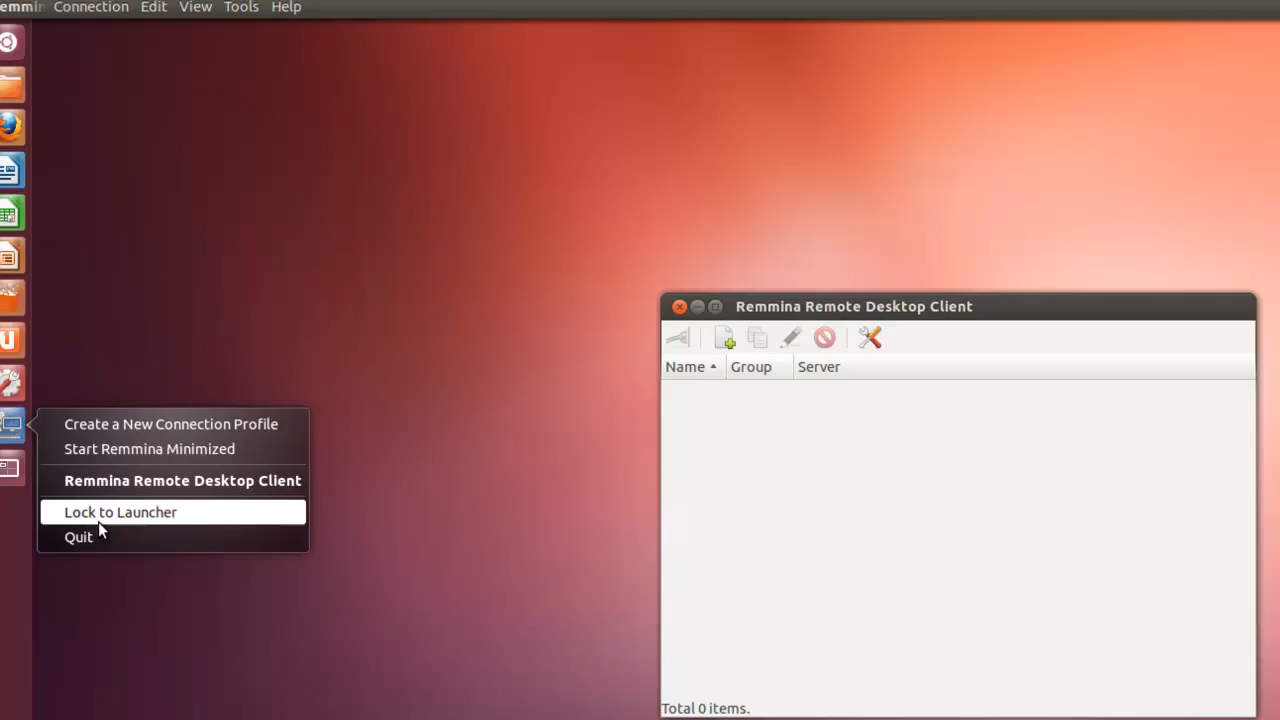 emmin Connection Edit View Tools Help
Create a New Connection Profile
Start Remmina Minimized
Remmina Remote Desktop Client
Lock to Launcher
Quit
Remmina Remote Desktop Client
Name Group Server
Total 0 items.